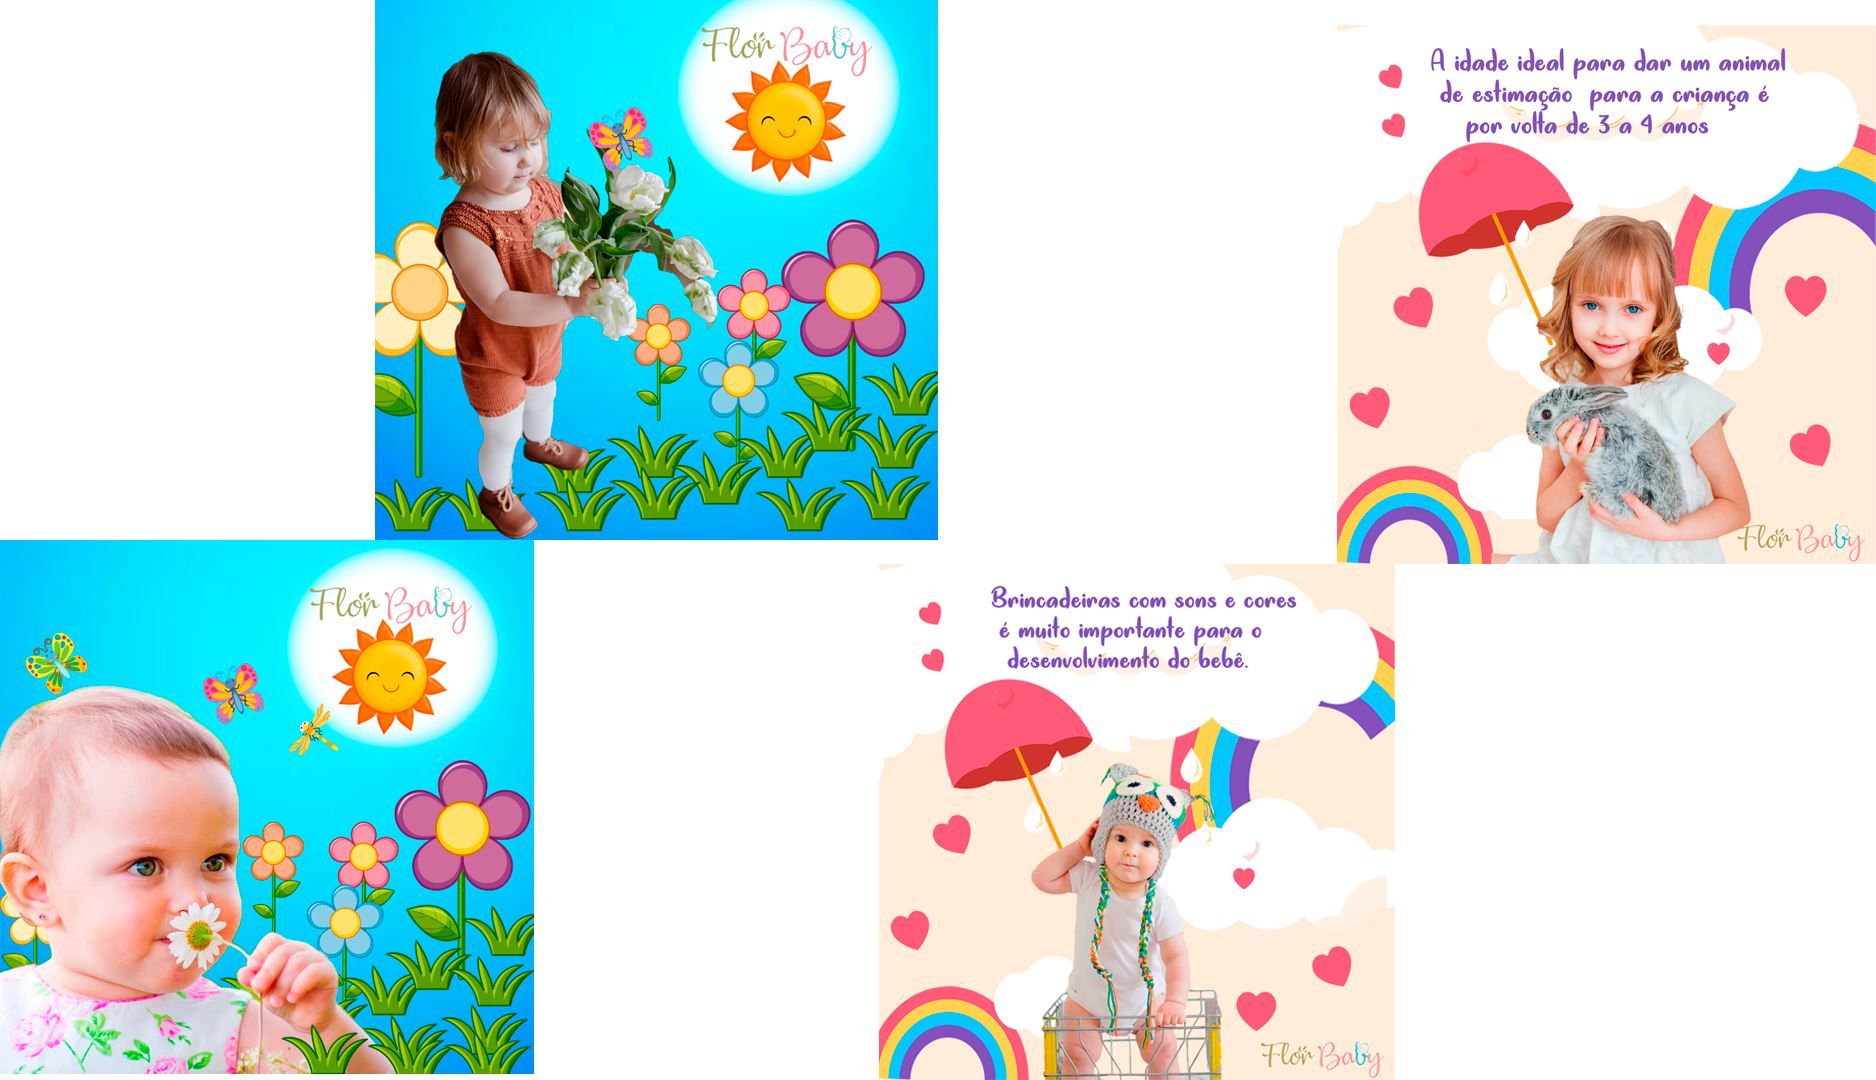 Flor Baby
A idade ideal para dar um animal
de estimação para a criança é
por volta de 3 a 4 anos
Flor Baby
Flor Baby
Brincadeiras com sons e cores
é muito importante para o
desenvolvimento do bebê.
Flor Baby